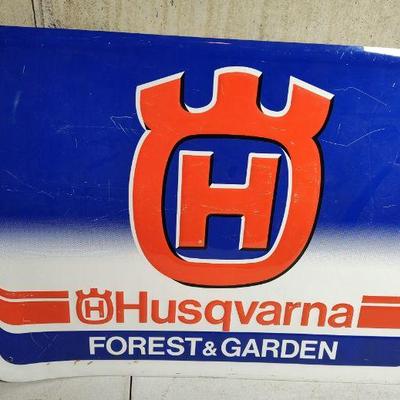 H
H Husqvarna
FOREST & GARDEN